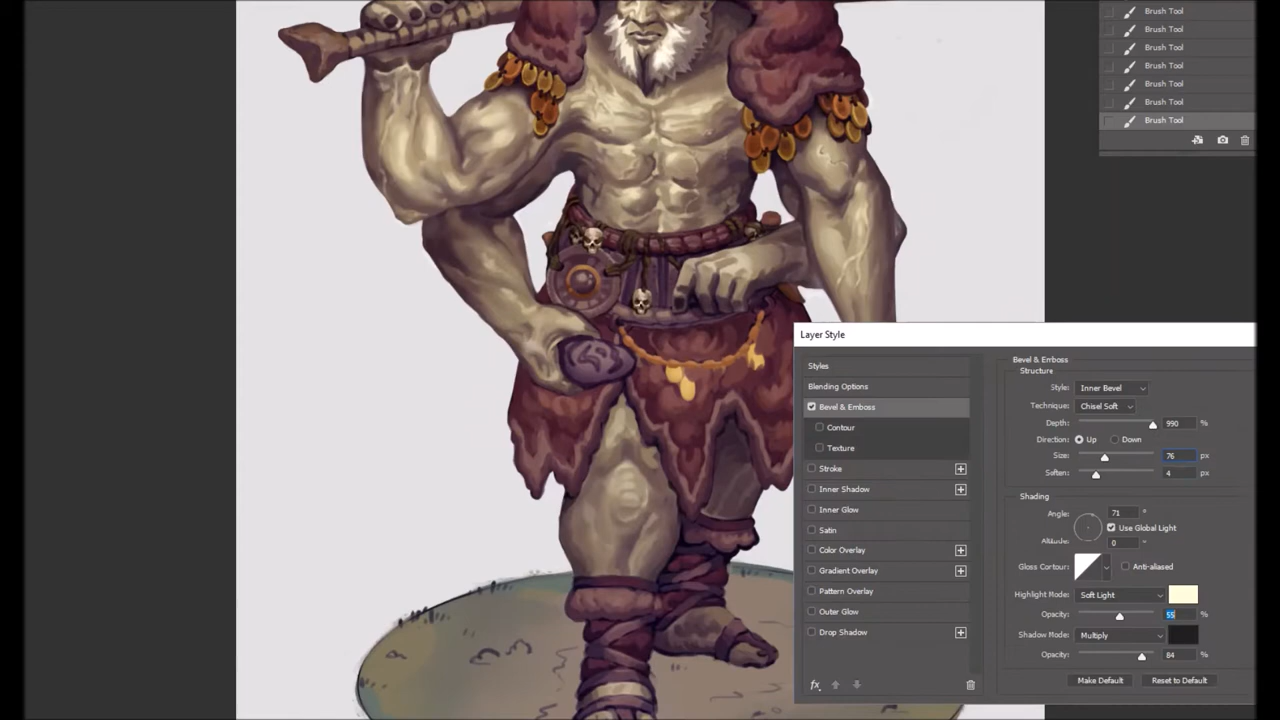 Brush Tool
Brush Tool
Brush Tool
Brush Tool
Brush Tool
Brush Tool
Brush Tool
Layer Style
Styles
Blending Options
Bevel & Emboss
Contour
Texture
Stroke
Inner Shadow
Inner Glow
Satin
Color Overlay
Gradient Overlay
Pattern Overlay
Outer Glow
Drop Shadow
fx
Bevel & Emboss
Structure
Style: Inner Bevel
Technique: Chisel Soft
Depth: 990 %
Direction: Up Down
Size: 76 px
Soften: 4 px
Shading
Angle: 71 °
Use Global Light
Altitude: 0 °
Gloss Contour: Anti-aliased
Highlight Mode: Soft Light
Opacity: 55 %
Shadow Mode: Multiply
Opacity: 84 %
Make Default Reset to Default